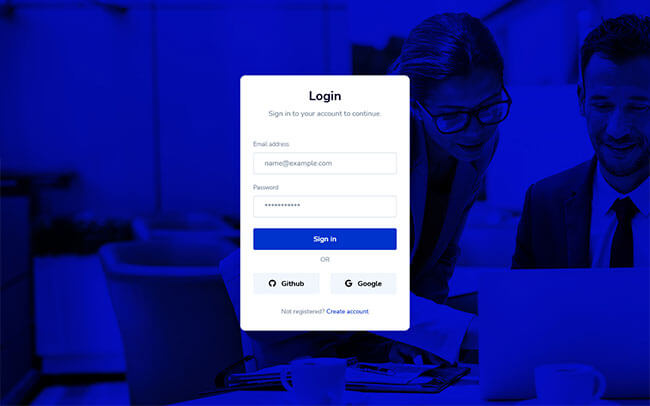 Login
Sign in to your account to continue.
Email address
name@example.com
Password
***********
Sign in
OR
Github
Google
Not registered? Create account